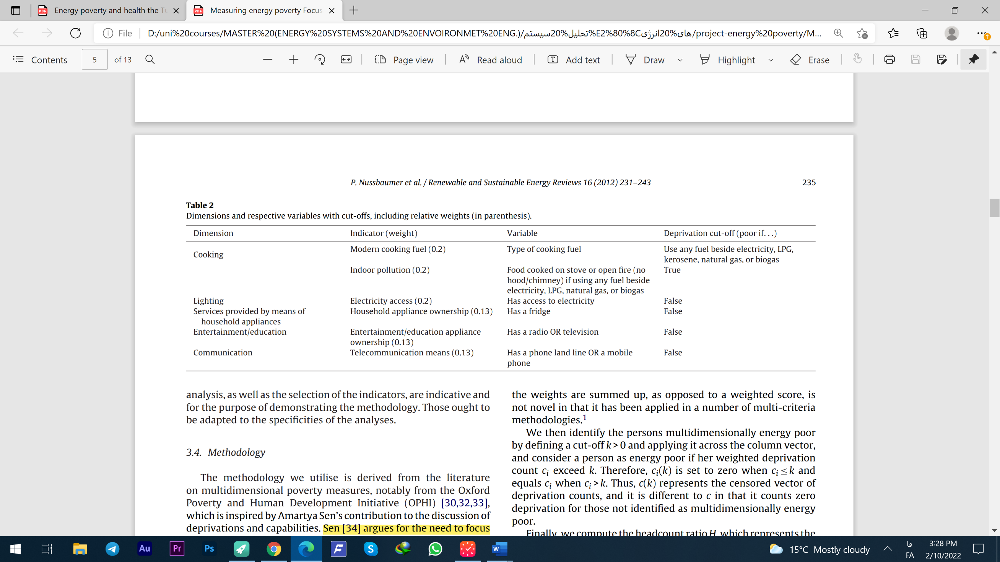 Energy poverty and health the Tu
Measuring energy poverty Focus
File
D:/uni%20courses/MASTER%20(ENERGY%20SYSTEMS%20AND%20ENVOIRONMET%20ENG.)/تحلیل%20سیستم%E2%80%8Cهای%20انرژی/project-energy%20poverty/M...
Contents
5
of 13
Page view
Read aloud
Add text
Draw
Highlight
Erase
P. Nussbaumer et al. / Renewable and Sustainable Energy Reviews 16 (2012) 231–243
235
Table 2
Dimensions and respective variables with cut-offs, including relative weights (in parenthesis).
Dimension Indicator (weight) Variable Deprivation cut-off (poor if. . .)
Cooking Modern cooking fuel (0.2) Type of cooking fuel Use any fuel beside electricity, LPG,
kerosene, natural gas, or biogas
Indoor pollution (0.2) Food cooked on stove or open fire (no True
hood/chimney) if using any fuel beside
electricity, LPG, natural gas, or biogas
Lighting Electricity access (0.2) Has access to electricity False
Services provided by means of Household appliance ownership (0.13) Has a fridge False
household appliances
Entertainment/education Entertainment/education appliance Has a radio OR television False
ownership (0.13)
Communication Telecommunication means (0.13) Has a phone land line OR a mobile False
phone
analysis, as well as the selection of the indicators, are indicative and
for the purpose of demonstrating the methodology. Those ought to
be adapted to the specificities of the analyses.
3.4. Methodology
The methodology we utilise is derived from the literature
on multidimensional poverty measures, notably from the Oxford
Poverty and Human Development Initiative (OPHI) [30,32,33],
which is inspired by Amartya Sen's contribution to the discussion of
deprivations and capabilities. Sen [34] argues for the need to focus
the weights are summed up, as opposed to a weighted score, is
not novel in that it has been applied in a number of multi-criteria
methodologies.1
We then identify the persons multidimensionally energy poor
by defining a cut-off k > 0 and applying it across the column vector,
and consider a person as energy poor if her weighted deprivation
count ci exceed k. Therefore, ci(k) is set to zero when ci ≤ k and
equals ci when ci > k. Thus, c(k) represents the censored vector of
deprivation counts, and it is different to c in that it counts zero
deprivation for those not identified as multidimensionally energy
poor.
Finally, we compute the headcount ratio H, which represents the
Au
Pr
Ps
15°C Mostly cloudy
فا
FA
3:28 PM
2/10/2022